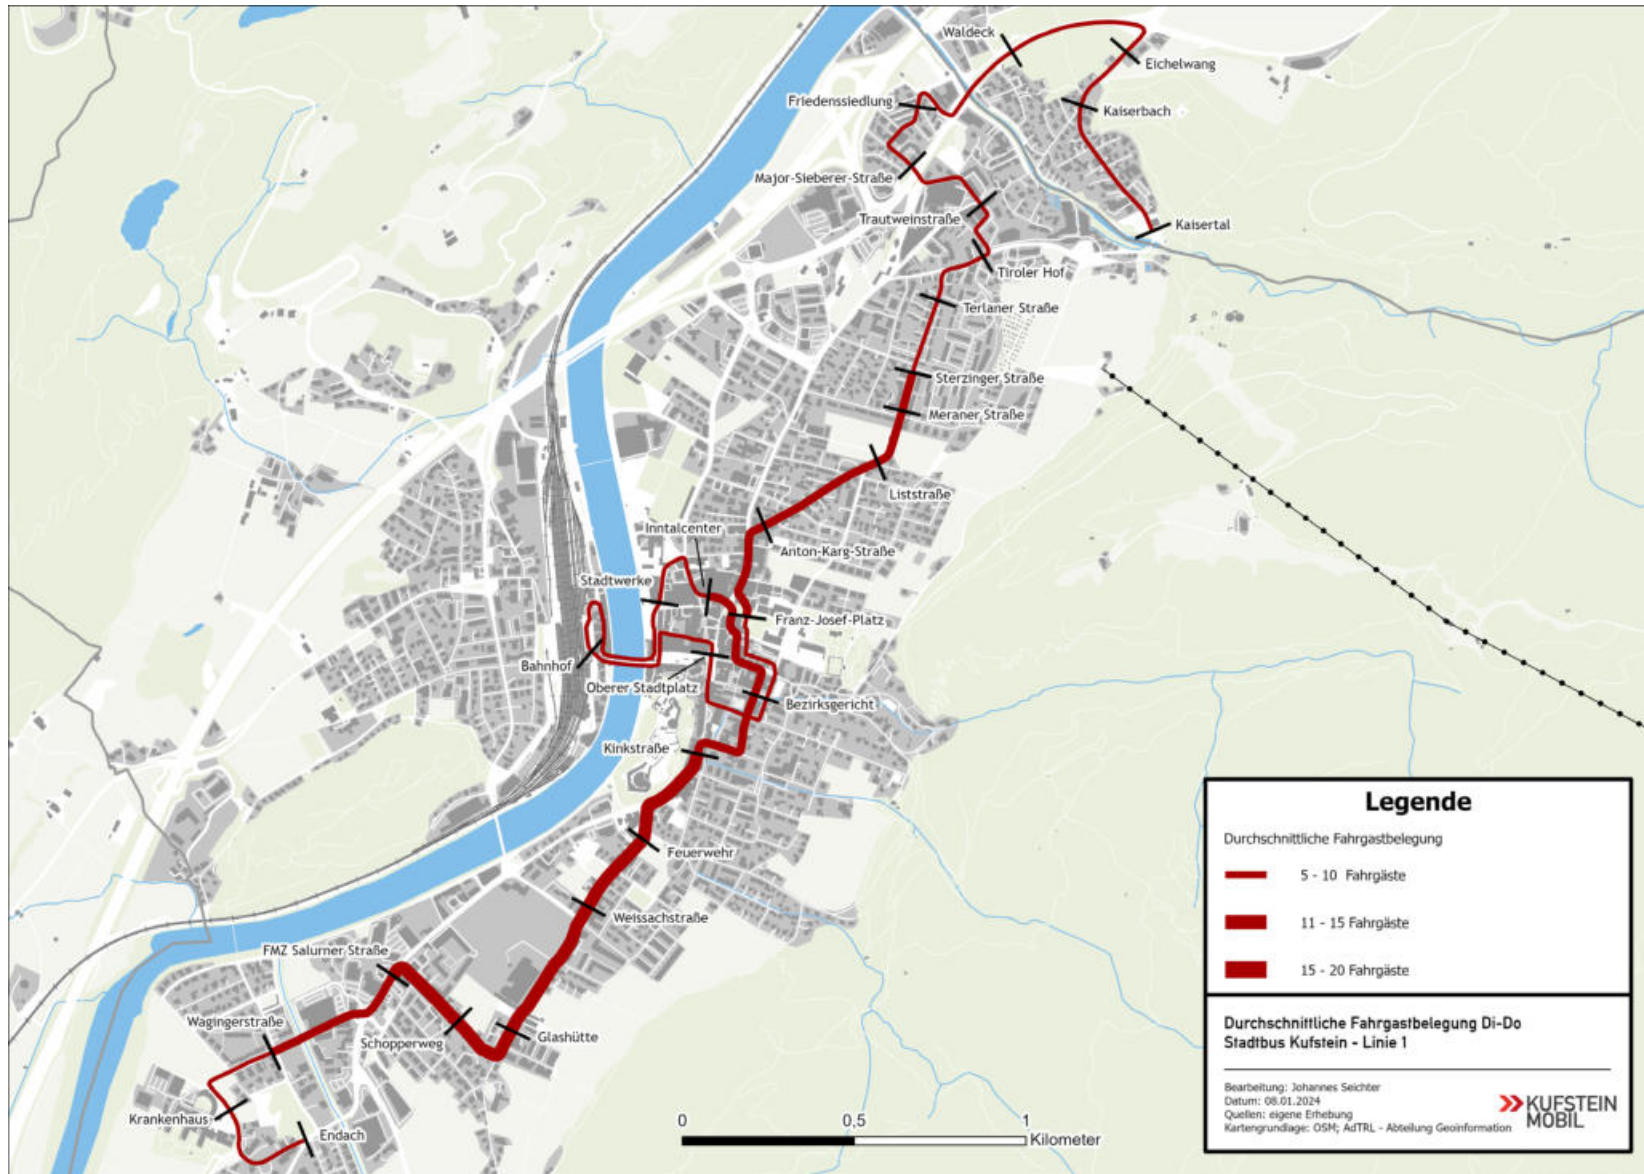 Waldeck
Eichelwang
Friedenssiedlung
Kaiserbach
Major-Sieberer-Straße
Trautweinstraße
Kaisertal
Tiroler Hof
Terlaner Straße
Sterzinger Straße
Meraner Straße
Liststraße
Inntalcenter
Anton-Karg-Straße
Stadtwerke
Franz-Josef-Platz
Bahnhof
Oberer Stadtplatz
Bezirksgericht
Kinkstraße
Feuerwehr
Weissachstraße
FMZ Salurner Straße
Wagingerstraße
Schopperweg
Glashütte
Krankenhaus
Endach
0 0,5 1
Kilometer
Legende
Durchschnittliche Fahrgastbelegung
5 - 10 Fahrgäste
11 - 15 Fahrgäste
15 - 20 Fahrgäste
Durchschnittliche Fahrgastbelegung Di-Do
Stadtbus Kufstein - Linie 1
Bearbeitung: Johannes Seichter
Datum: 08.01.2024
Quellen: eigene Erhebung
Kartengrundlage: OSM; AdTRL - Abteilung Geoinformation
KUFSTEIN
MOBIL